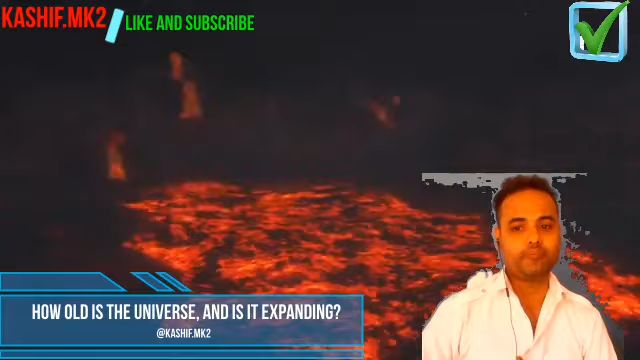 KASHIF.MK2
LIKE AND SUBSCRIBE
HOW OLD IS THE UNIVERSE, AND IS IT EXPANDING?
@KASHIF.MK2